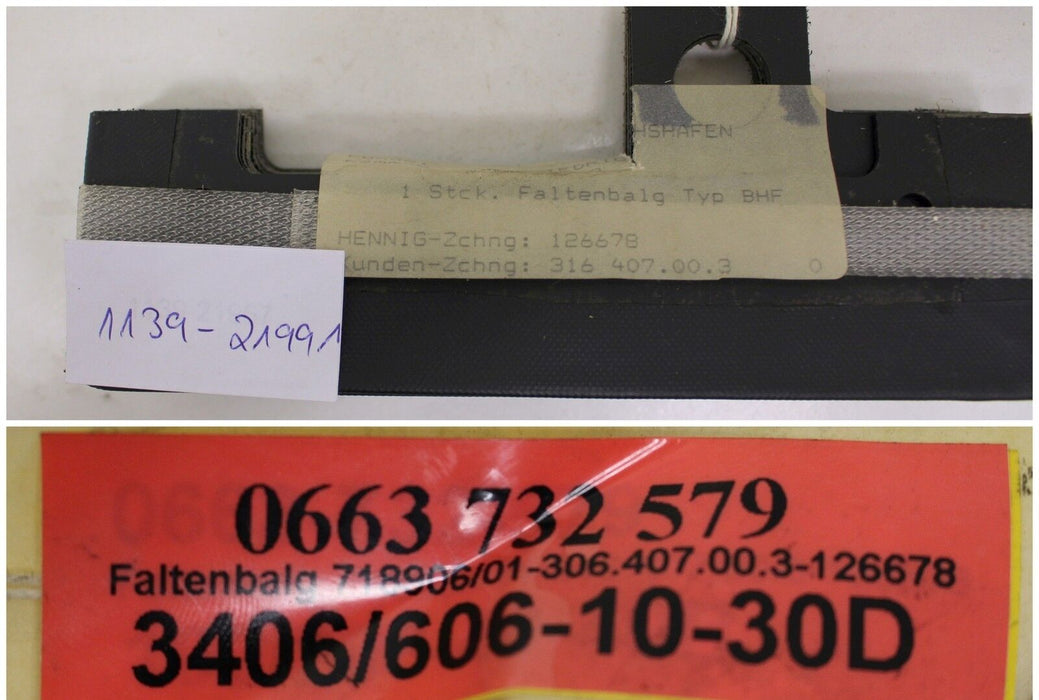 HSHAFEN
1 Stck. Faltenbalg Typ BHF
HENNIG-Zchng: 126678
Kunden-Zchng: 316 407.00.3 0
1139-21991
0663 732 579
Faltenbalg 718906/01-306.407.00.3-126678
3406/606-10-30D